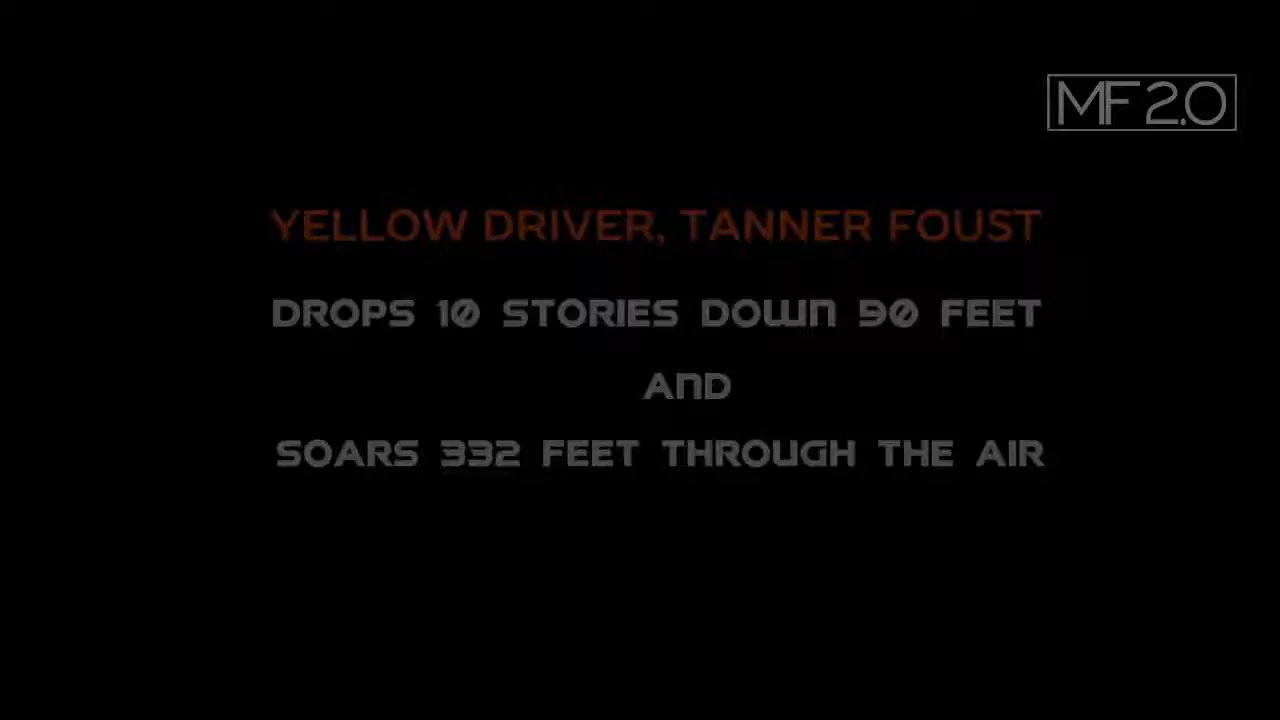 MF 2.0
YELLOW DRIVER, TANNER FOUST
DROPS 10 STORIES DOWN 90 FEET
AND
SOARS 332 FEET THROUGH THE AIR